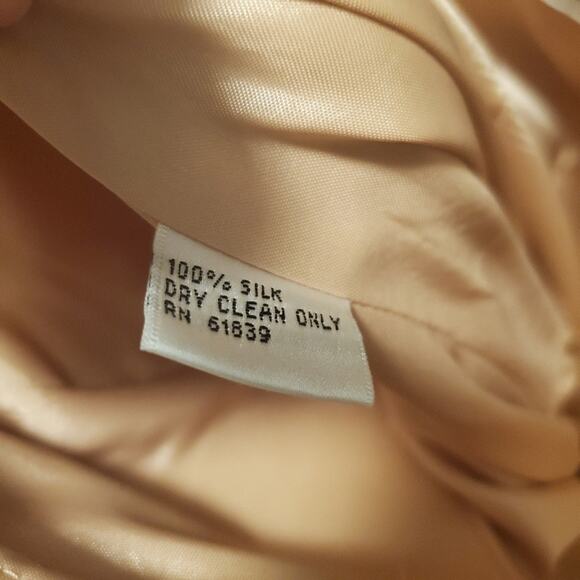 100% SILK
DRY CLEAN ONLY
RN 61839